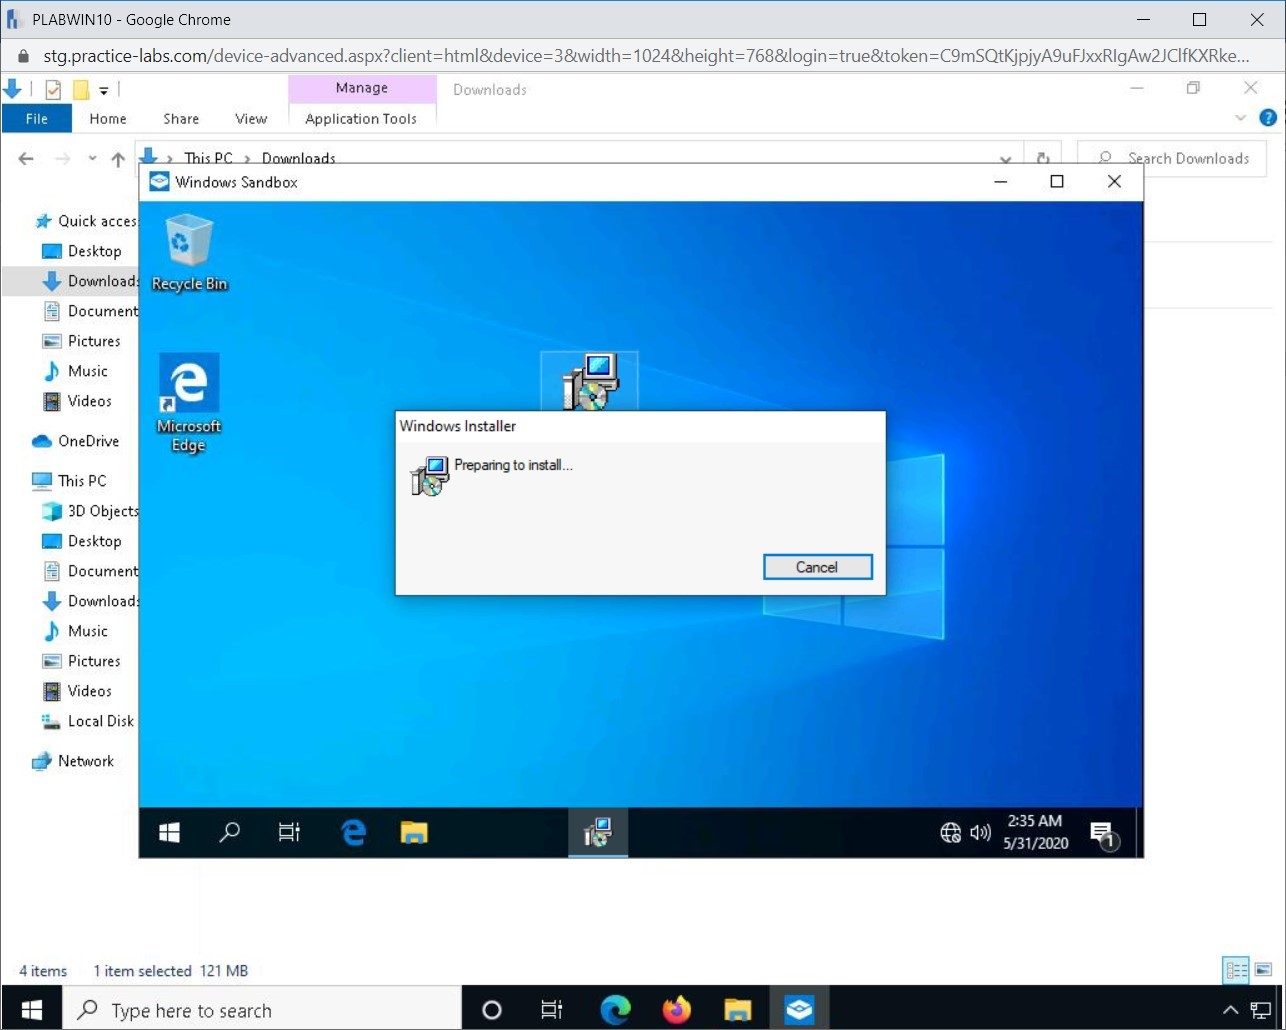 PLABWIN10 - Google Chrome
stg.practice-labs.com/device-advanced.aspx?client=html&device=3&width=1024&height=768&login=true&token=C9mSQtKjpjyA9uFJxxRIgAw2JClfKXRke...
Manage
Downloads
File
Home
Share
View
Application Tools
This PC
Downloads
Search Downloads
Windows Sandbox
Quick acces
Desktop
Downloads
Document
Pictures
Music
Videos
OneDrive
This PC
3D Objects
Desktop
Document
Downloads
Music
Pictures
Videos
Local Disk
Network
Recycle Bin
Microsoft
Edge
Windows Installer
Preparing to install...
Cancel
2:35 AM
5/31/2020
1
4 items
1 item selected 121 MB
Type here to search